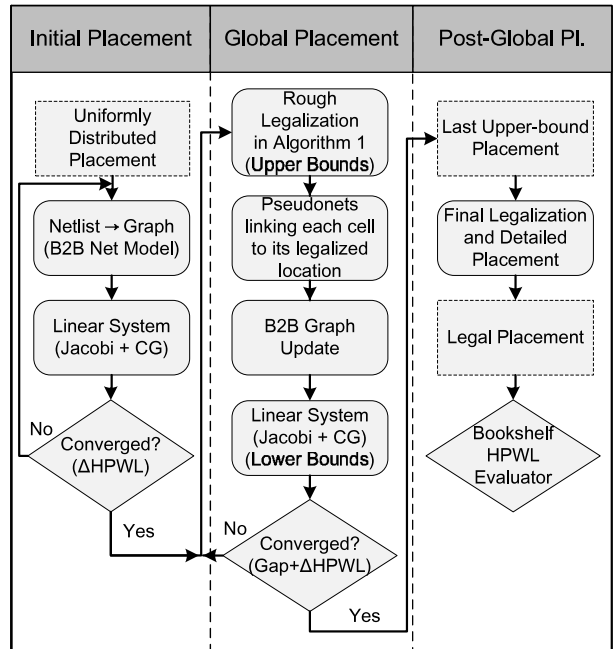 Initial Placement
Global Placement
Post-Global Pl.
Uniformly
Distributed
Placement
Netlist → Graph
(B2B Net Model)
Linear System
(Jacobi + CG)
No
Converged?
(ΔHPWL)
Yes
Rough
Legalization
in Algorithm 1
(Upper Bounds)
Pseudonets
linking each cell
to its legalized
location
B2B Graph
Update
Linear System
(Jacobi + CG)
(Lower Bounds)
No
Converged?
(Gap+ΔHPWL)
Yes
Last Upper-bound
Placement
Final Legalization
and Detailed
Placement
Legal Placement
Bookshelf
HPWL
Evaluator